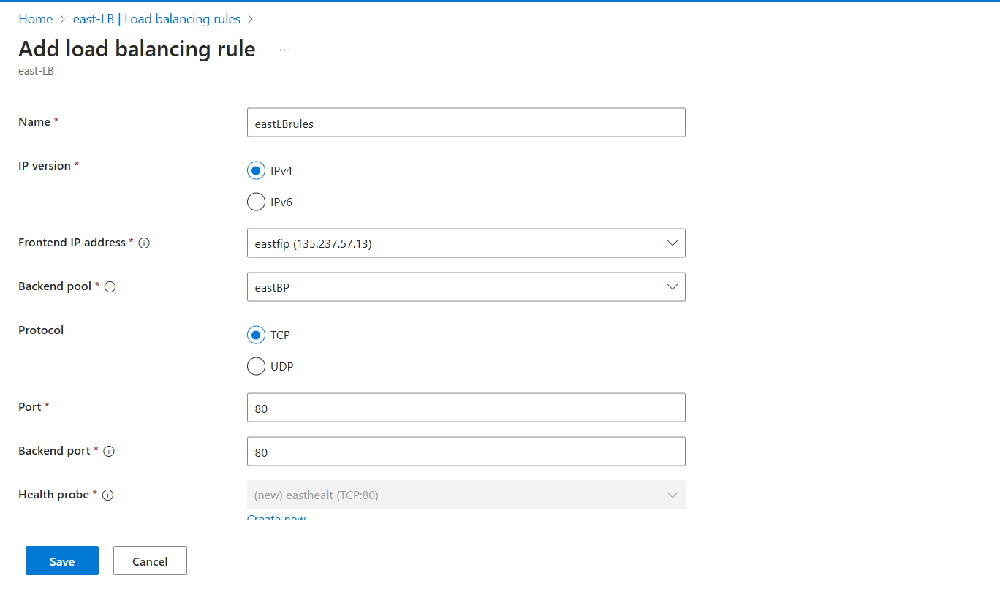 Home > east-LB | Load balancing rules >
Add load balancing rule ...
east-LB
Name *
eastLBrules
IP version *
IPv4
IPv6
Frontend IP address *
eastfip (135.237.57.13)
Backend pool *
eastBP
Protocol
TCP
UDP
Port *
80
Backend port *
80
Health probe *
(new) easthealt (TCP:80)
Create new
Save
Cancel